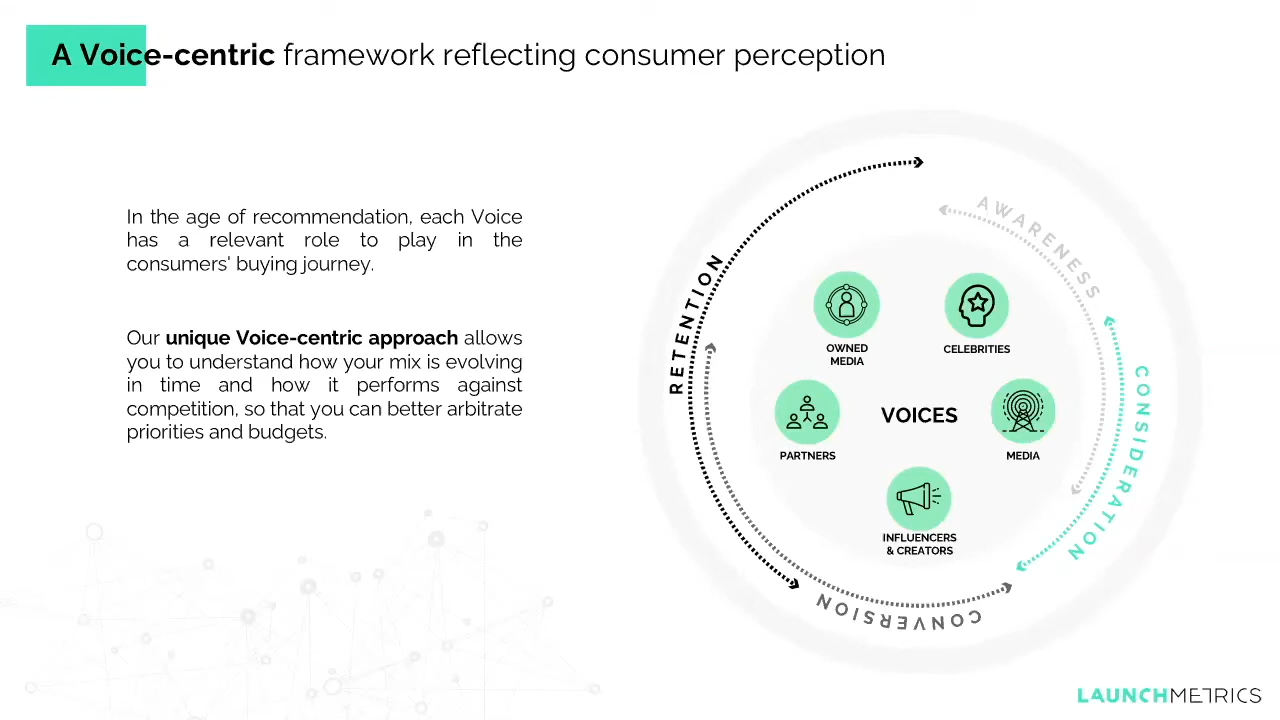 A Voice-centric framework reflecting consumer perception
In the age of recommendation, each Voice
has a relevant role to play in the
consumers' buying journey.
Our unique Voice-centric approach allows
you to understand how your mix is evolving
in time and how it performs against
competition, so that you can better arbitrate
priorities and budgets.
AWARENESS
RETENTION
CONSIDERATION
CONVERSION
OWNED
MEDIA
CELEBRITIES
PARTNERS
VOICES
MEDIA
INFLUENCERS
& CREATORS
LAUNCHMETRICS